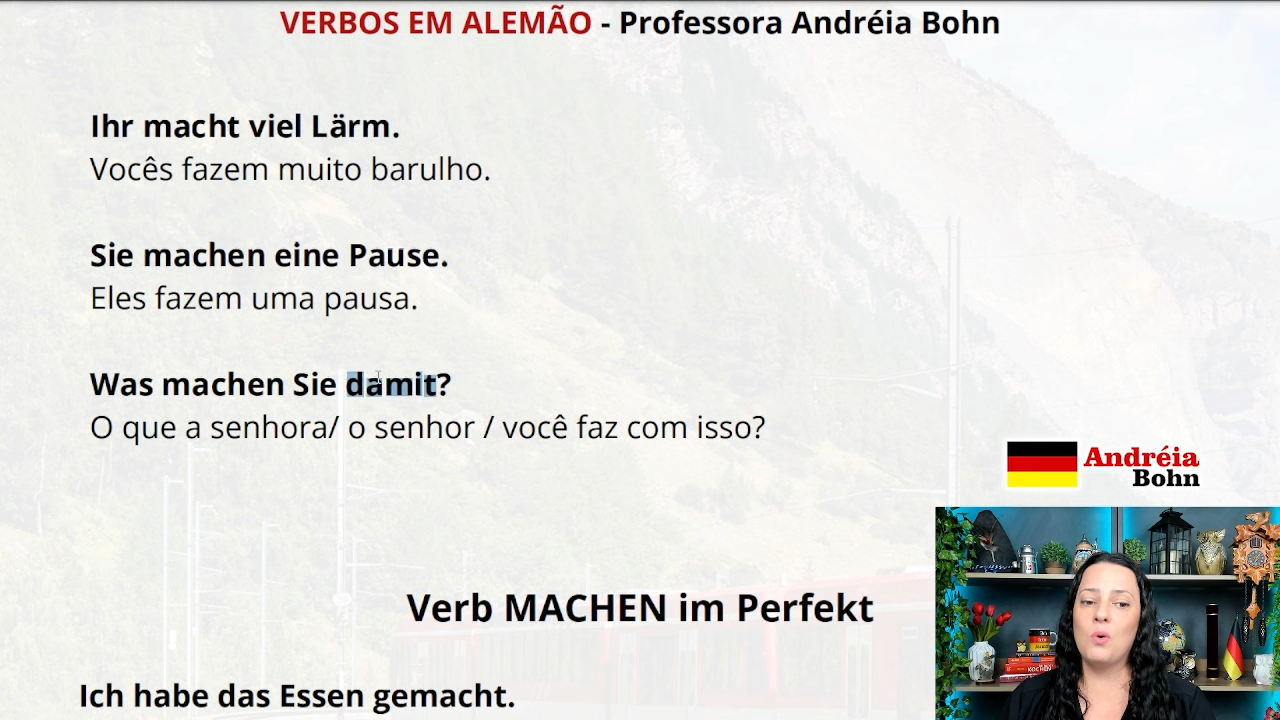 VERBOS EM ALEMÃO - Professora Andréia Bohn
Ihr macht viel Lärm.
Vocês fazem muito barulho.
Sie machen eine Pause.
Eles fazem uma pausa.
Was machen Sie damit?
O que a senhora/ o senhor / você faz com isso?
Andréia
Bohn
Verb MACHEN im Perfekt
Ich habe das Essen gemacht.